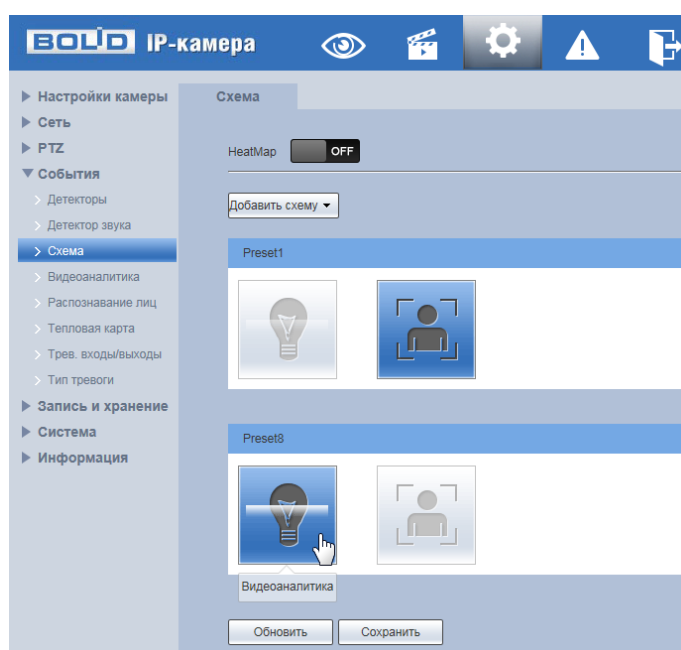 BOLID IP-камера
Настройки камеры
Сеть
PTZ
События
Детекторы
Детектор звука
Схема
Видеоаналитика
Распознавание лиц
Тепловая карта
Трев. входы/выходы
Тип тревоги
Запись и хранение
Система
Информация
Схема
HeatMap OFF
Добавить схему
Preset1
Preset8
Видеоаналитика
Обновить Сохранить